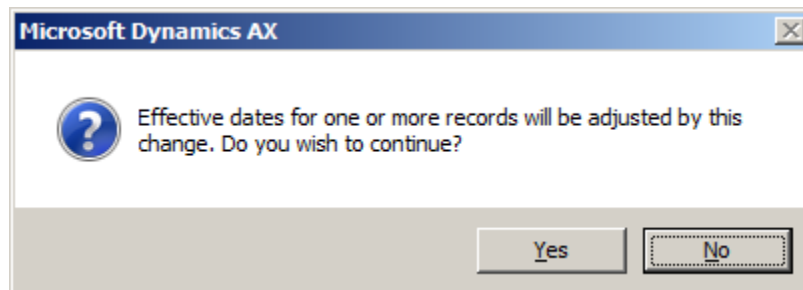 Microsoft Dynamics AX
Effective dates for one or more records will be adjusted by this
change. Do you wish to continue?
Yes
No